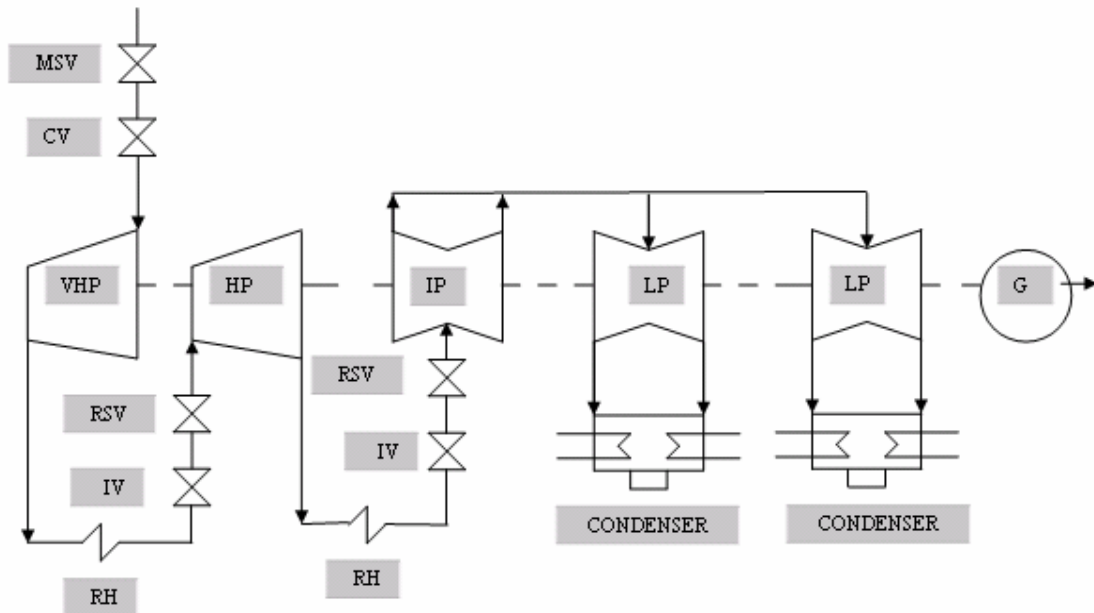 MSV
CV
VHP
HP
IP
LP
LP
G
RSV
RSV
IV
IV
CONDENSER
CONDENSER
RH
RH